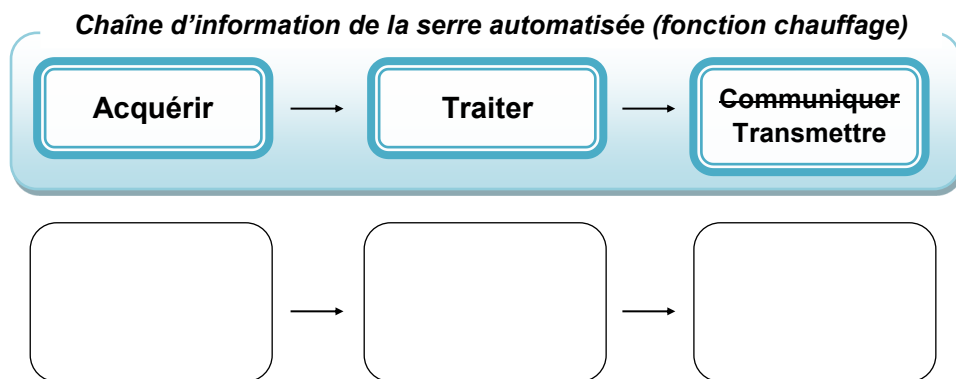 Chaîne d’information de la serre automatisée (fonction chauffage)
Acquérir
Traiter
Communiquer
Transmettre